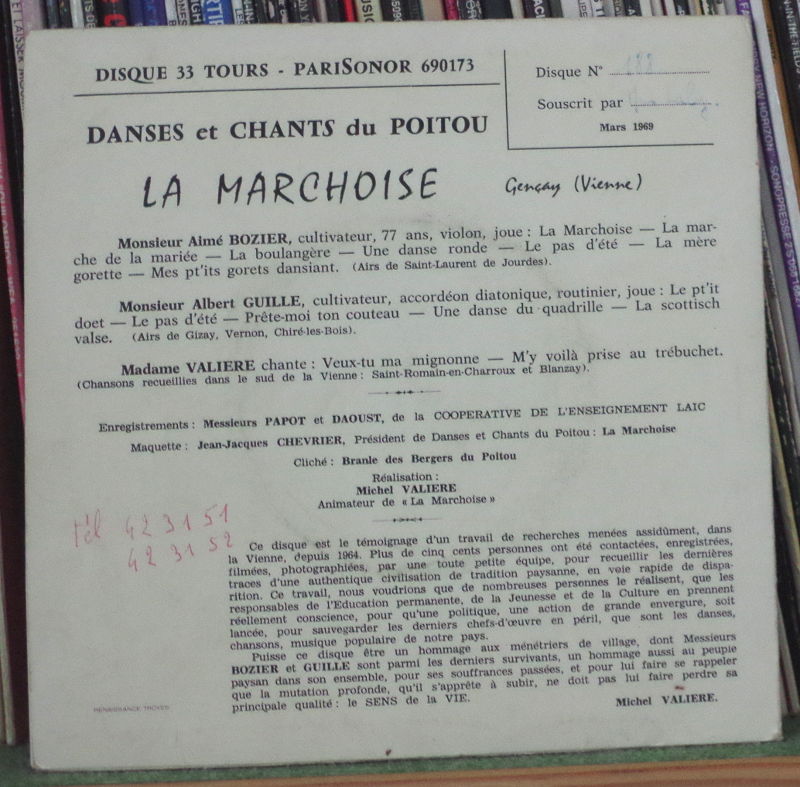 DISQUE 33 TOURS - PARISONOR 690173
Disque N°
Souscrit par
Mars 1969
DANSES et CHANTS du POITOU
LA MARCHOISE
Gençay (Vienne)
Monsieur Aimé BOZIER, cultivateur, 77 ans, violon, joue : La Marchoise — La mar-
che de la mariée — La boulangère — Une danse ronde — Le pas d'été — La mère
gorette — Mes pt'its gorets dansiant. (Airs de Saint-Laurent de Jourdes).
Monsieur Albert GUILLE, cultivateur, accordéon diatonique, routinier, joue : Le pt'it
doet — Le pas d'été — Prête-moi ton couteau — Une danse du quadrille — La scottisch
valse. (Airs de Gizay, Vernon, Chiré-les-Bois).
Madame VALIERE chante : Veux-tu ma mignonne — M'y voilà prise au trébuchet.
(Chansons recueillies dans le sud de la Vienne : Saint-Romain-en-Charroux et Blanzay).
Enregistrements : Messieurs PAPOT et DAOUST, de la COOPERATIVE DE L'ENSEIGNEMENT LAIC
Maquette : Jean-Jacques CHEVRIER, Président de Danses et Chants du Poitou : La Marchoise
Cliché : Branle des Bergers du Poitou
Réalisation :
Michel VALIERE
Animateur de « La Marchoise »
tél 42 31 51
42 31 52
Ce disque est le témoignage d'un travail de recherches menées assidûment, dans
la Vienne, depuis 1964. Plus de cinq cents personnes ont été contactées, enregistrées,
filmées, photographiées, par une toute petite équipe, pour recueillir les dernières
traces d'une authentique civilisation de tradition paysanne, en voie rapide de dispa-
rition. Ce travail, nous voudrions que de nombreuses personnes le réalisent, que les
responsables de l'Education permanente, de la Jeunesse et de la Culture en prennent
réellement conscience, pour qu'une politique, une action de grande envergure, soit
lancée, pour sauvegarder les derniers chefs-d'œuvre en péril, que sont les danses,
chansons, musique populaire de notre pays.
Puisse ce disque être un hommage aux ménétriers de village, dont Messieurs
BOZIER et GUILLE sont parmi les derniers survivants, un hommage aussi au peuple
paysan dans son ensemble, pour ses souffrances passées, et pour lui faire se rappeler
que la mutation profonde, qu'il s'apprête à subir, ne doit pas lui faire perdre sa
principale qualité : le SENS de la VIE.
Michel VALIERE.
RENAISSANCE TROYES